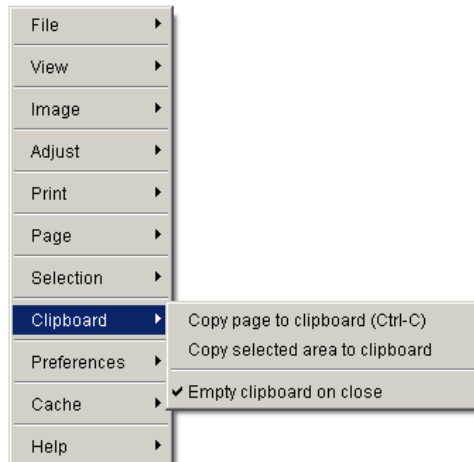 File
View
Image
Adjust
Print
Page
Selection
Clipboard
Copy page to clipboard (Ctrl-C)
Copy selected area to clipboard
Preferences
Empty clipboard on close
Cache
Help